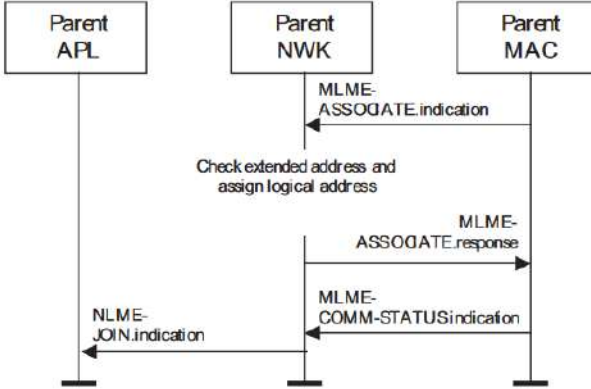 Parent
APL
Parent
NWK
Parent
MAC
MLME-
ASSOCIATE.indication
Check extended address and
assign logical address
MLME-
ASSOCIATE.response
MLME-
COMM-STATUS.indication
NLME-
JOIN.indication